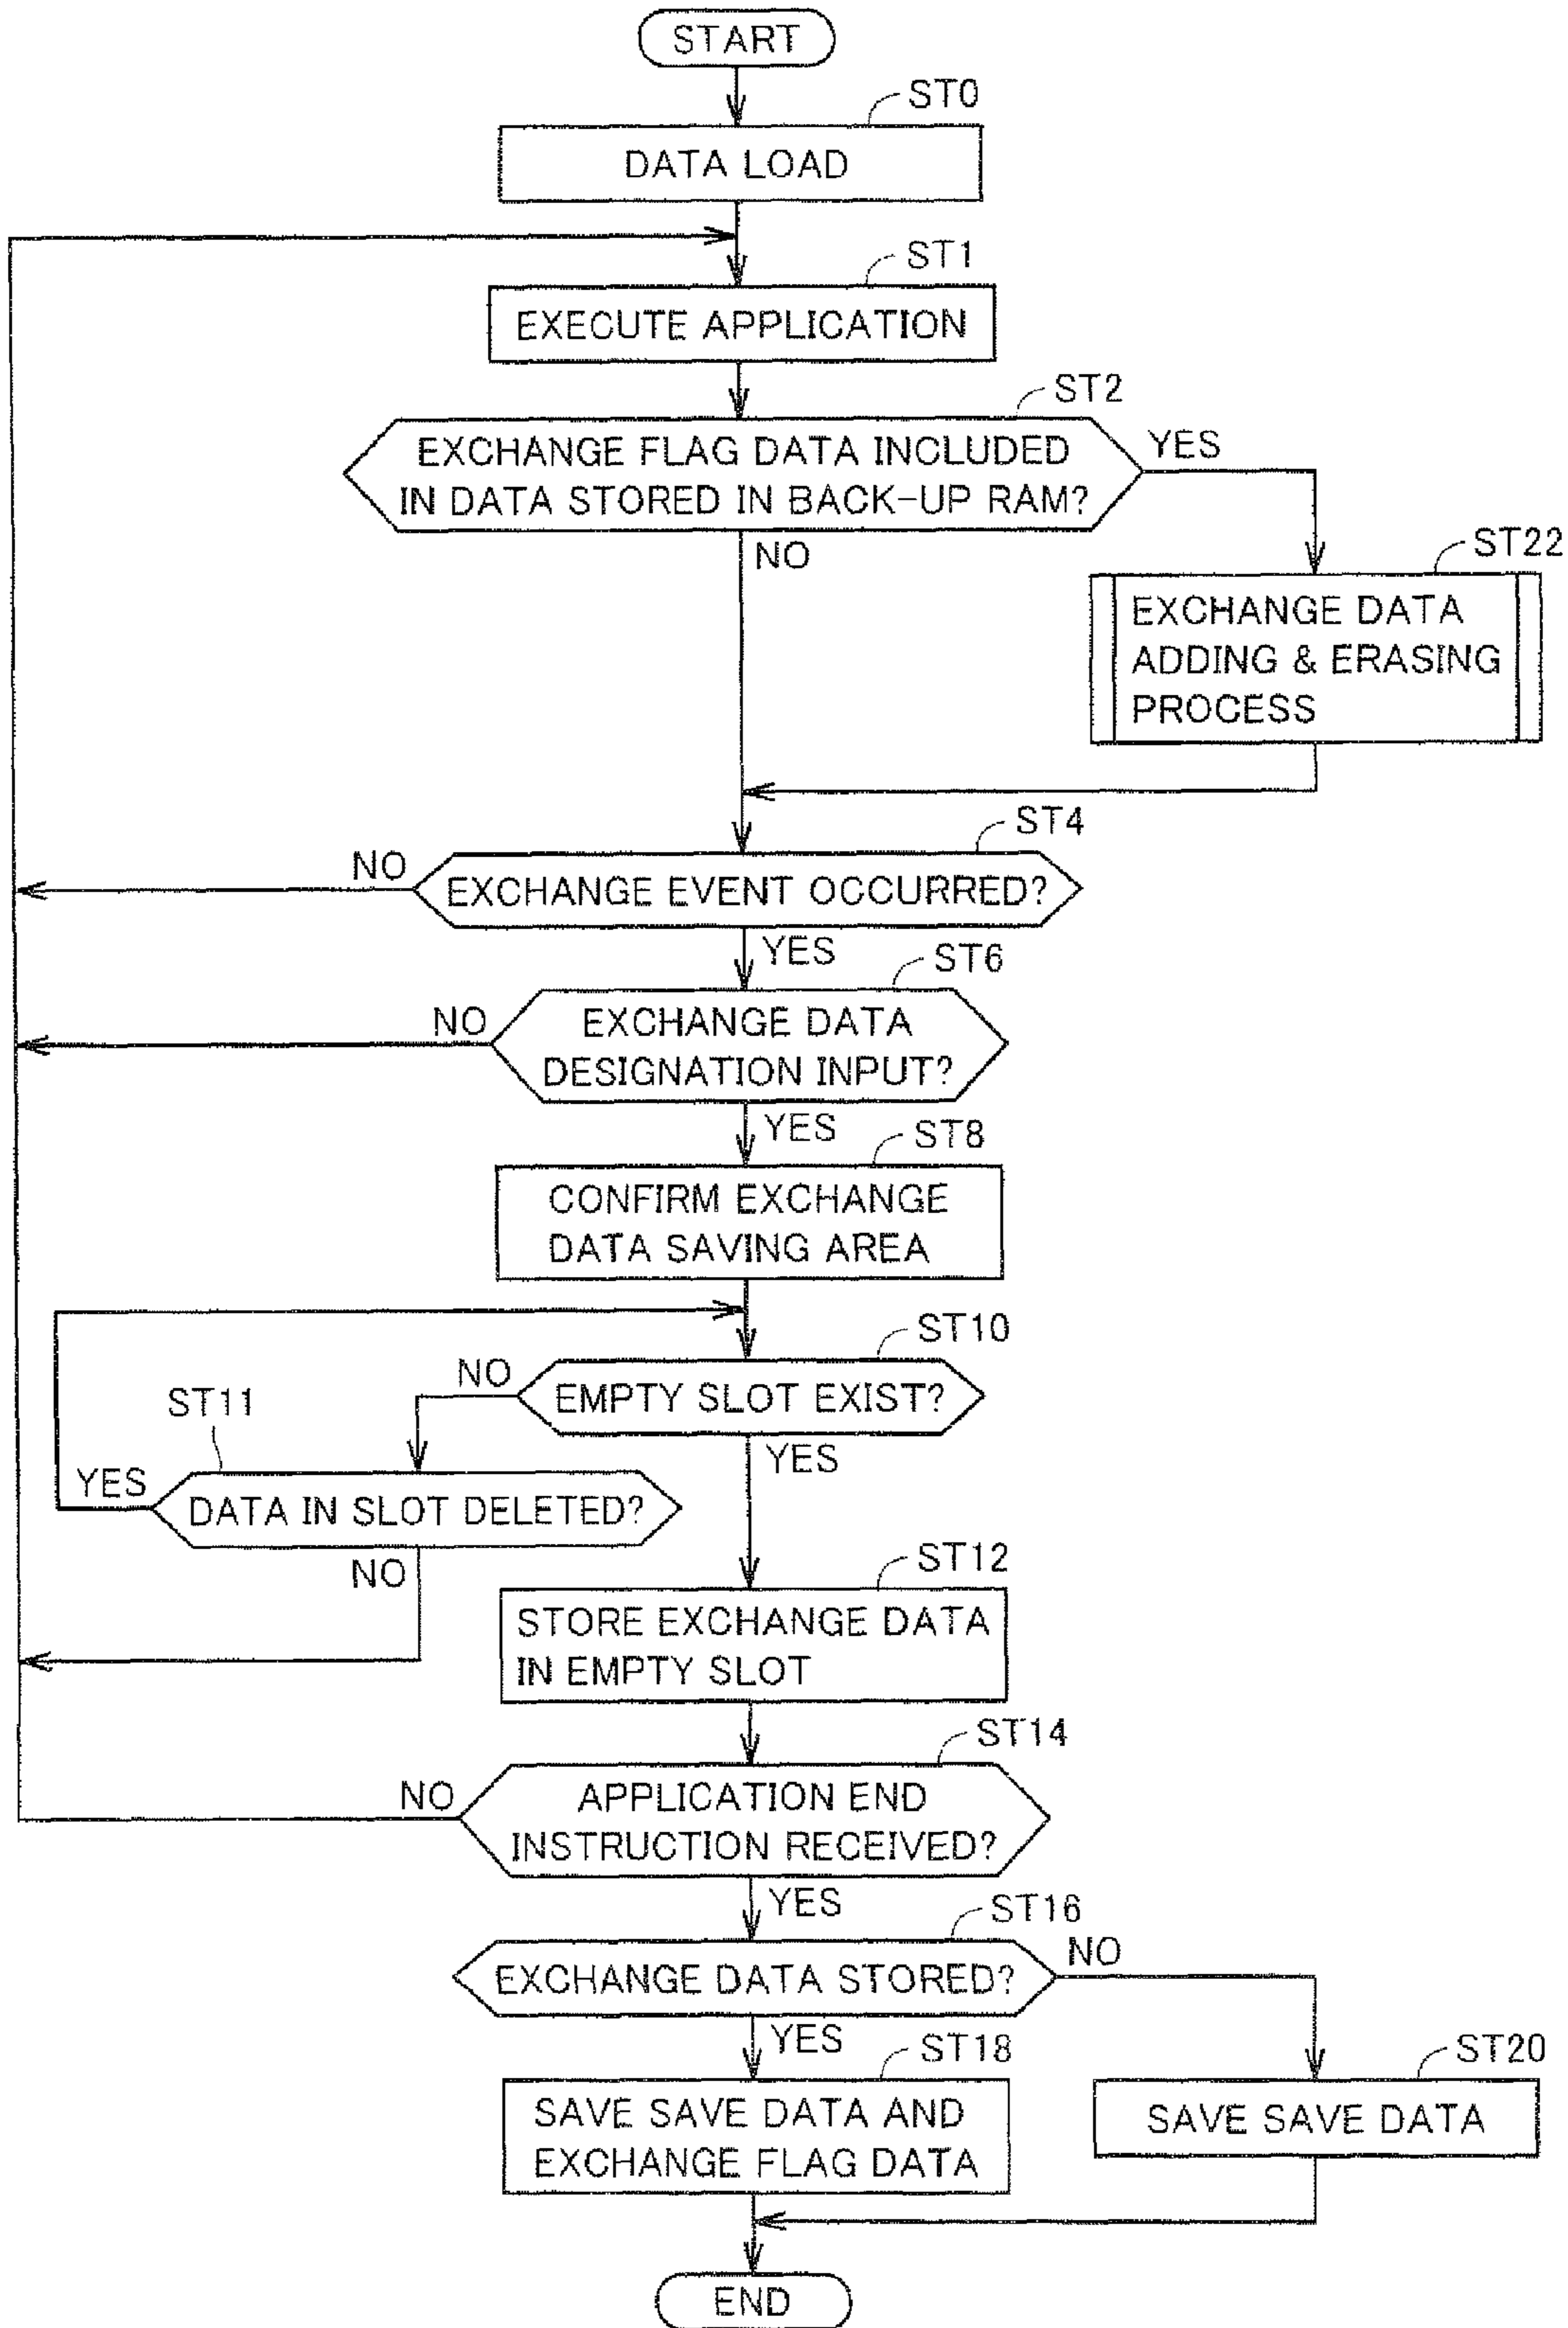 START
ST0
DATA LOAD
ST1
EXECUTE APPLICATION
ST2
EXCHANGE FLAG DATA INCLUDED
IN DATA STORED IN BACK-UP RAM?
YES
NO
ST22
EXCHANGE DATA
ADDING & ERASING
PROCESS
ST4
NO
EXCHANGE EVENT OCCURRED?
YES
ST6
NO
EXCHANGE DATA
DESIGNATION INPUT?
YES
ST8
CONFIRM EXCHANGE
DATA SAVING AREA
ST10
NO
EMPTY SLOT EXIST?
ST11
YES
YES
DATA IN SLOT DELETED?
NO
ST12
STORE EXCHANGE DATA
IN EMPTY SLOT
ST14
NO
APPLICATION END
INSTRUCTION RECEIVED?
YES
ST16
NO
EXCHANGE DATA STORED?
YES
ST18
ST20
SAVE SAVE DATA AND
EXCHANGE FLAG DATA
SAVE SAVE DATA
END